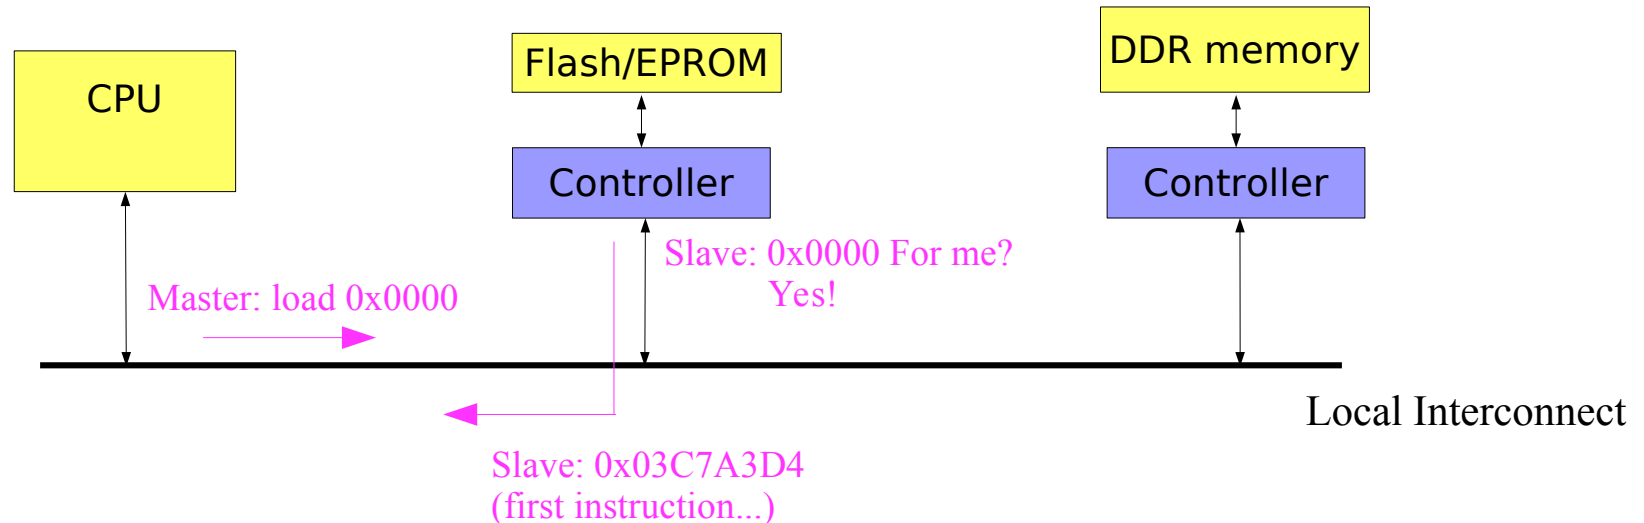 CPU
Flash/EPROM
DDR memory
Controller
Controller
Master: load 0x0000
Slave: 0x0000 For me?
Yes!
Local Interconnect
Slave: 0x03C7A3D4
(first instruction...)